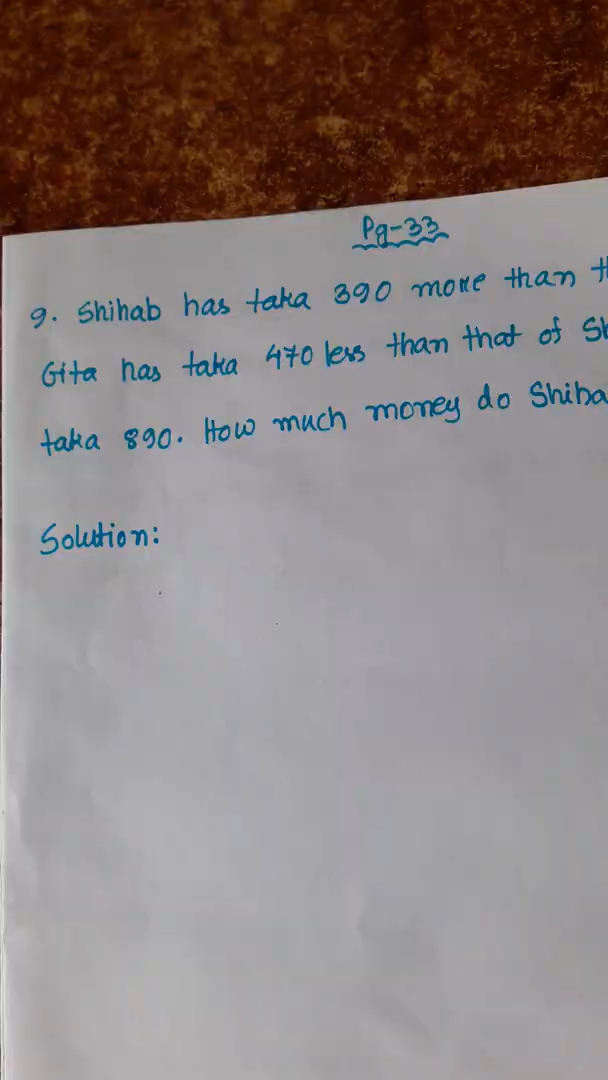 Pg-33
9. Shihab has taka 390 more than
Gita has taka 470 less than that of
taka 890. How much money do
Solution: